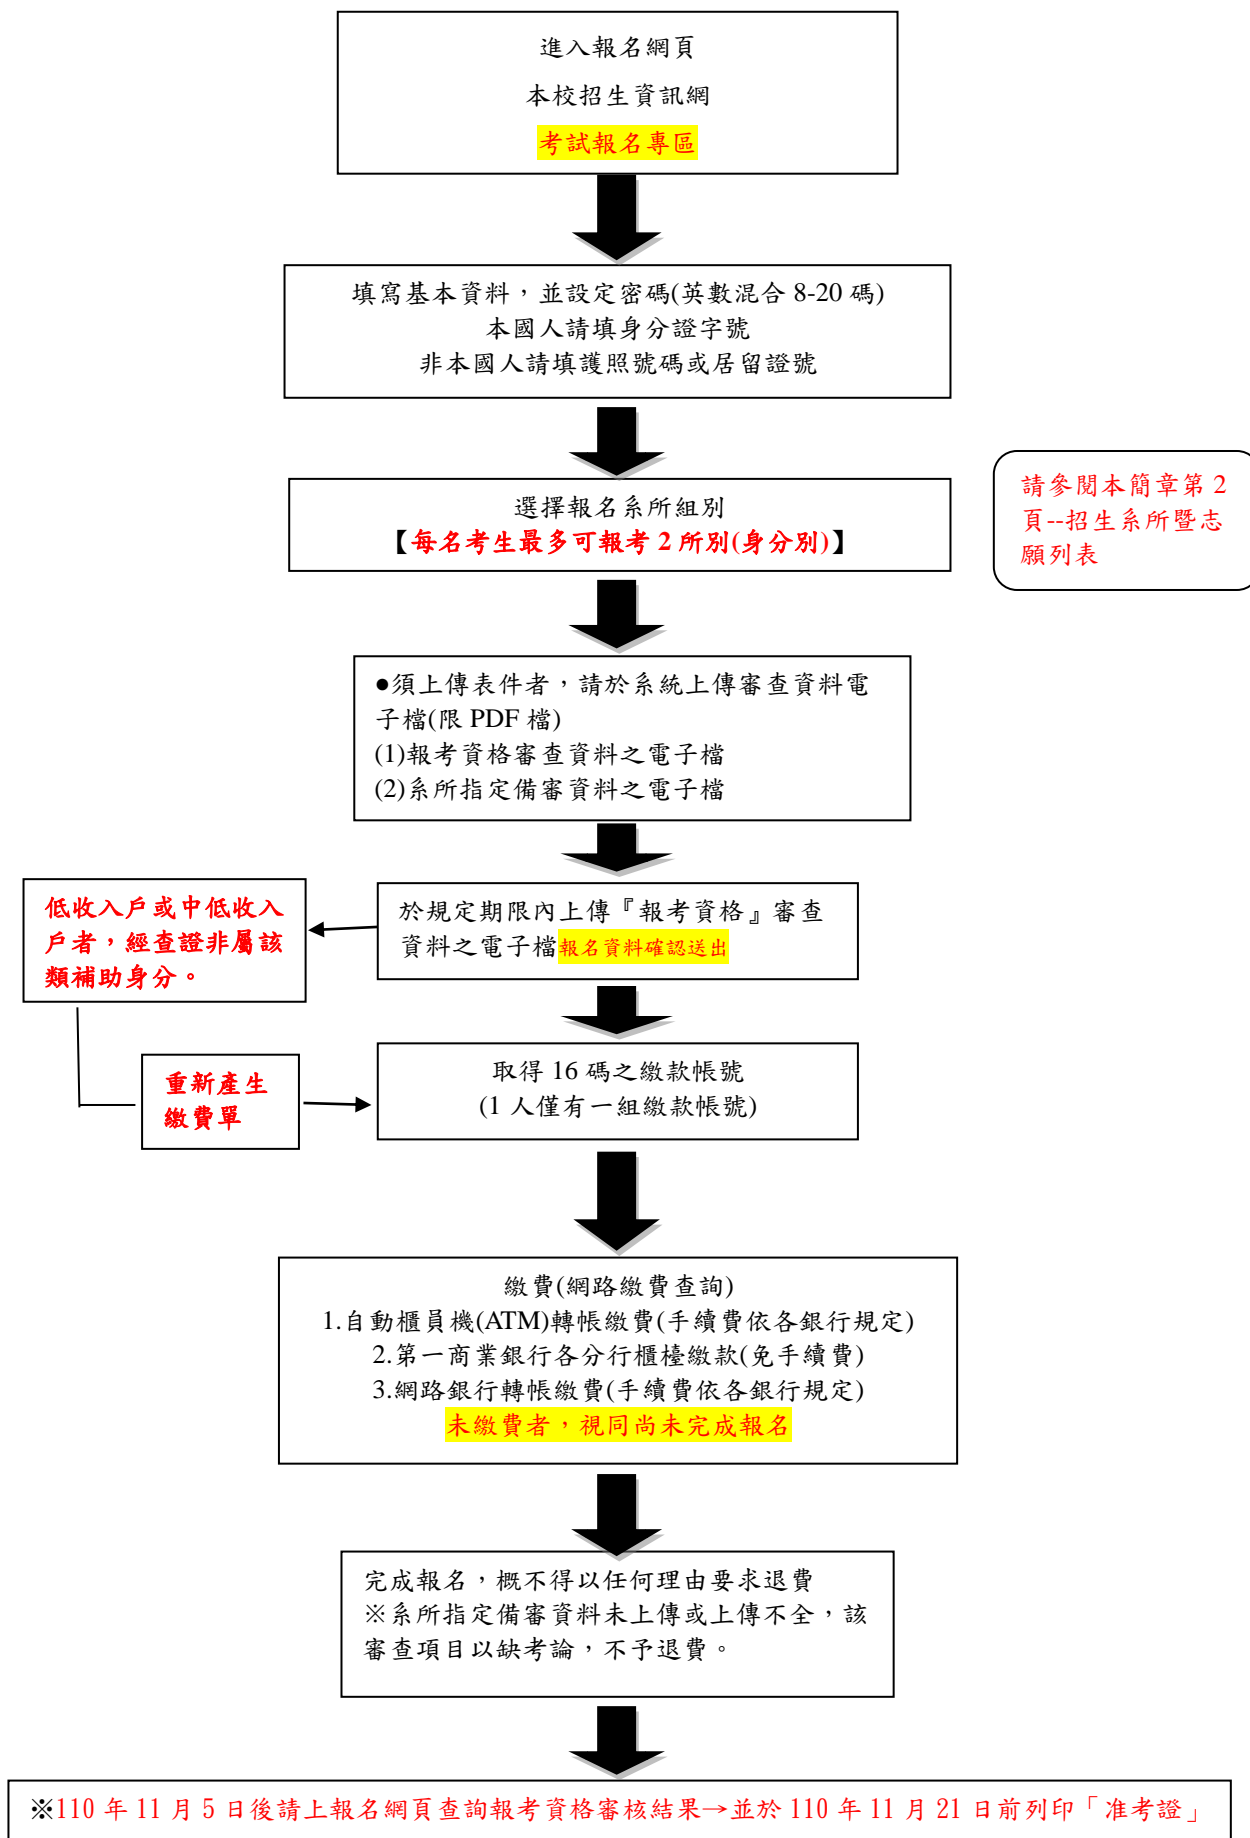 進入報名網頁
本校招生資訊網
考試報名專區
填寫基本資料，並設定密碼(英數混合 8-20 碼)
本國人請填身分證字號
非本國人請填護照號碼或居留證號
選擇報名系所組別
【每名考生最多可報考 2 所別(身分別)】
請參閱本簡章第 2
頁--招生系所暨志
願列表
●須上傳表件者，請於系統上傳審查資料電
子檔(限 PDF 檔)
(1)報考資格審查資料之電子檔
(2)系所指定備審資料之電子檔
於規定期限內上傳『報考資格』審查
資料之電子檔報名資料確認送出
低收入戶或中低收入
戶者，經查證非屬該
類補助身分。
重新產生
繳費單
取得 16 碼之繳款帳號
(1 人僅有一組繳款帳號)
繳費(網路繳費查詢)
1.自動櫃員機(ATM)轉帳繳費(手續費依各銀行規定)
2.第一商業銀行各分行櫃檯繳款(免手續費)
3.網路銀行轉帳繳費(手續費依各銀行規定)
未繳費者，視同尚未完成報名
完成報名，概不得以任何理由要求退費
※系所指定備審資料未上傳或上傳不全，該
審查項目以缺考論，不予退費。
※110 年 11 月 5 日後請上報名網頁查詢報考資格審核結果→並於 110 年 11 月 21 日前列印「准考證」